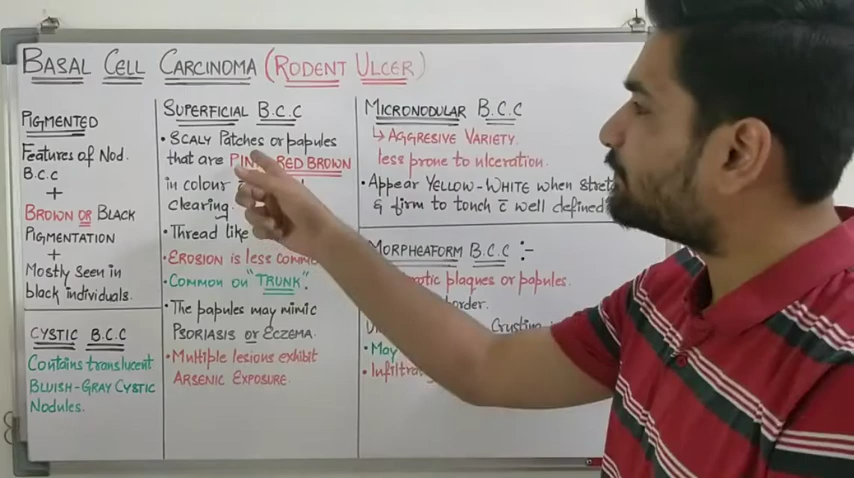 BASAL CELL CARCINOMA (RODENT ULCER)
PIGMENTED
Features of Nod.
B.C.C
+
BROWN OR BLACK
PIGMENTATION
+
Mostly seen in
black individuals.
CYSTIC B.C.C
Contains translucent
BLUISH-GRAY CYSTIC
Nodules.
SUPERFICIAL B.C.C
• SCALY Patches or papules
that are RED BROWN
in colour
clearing.
• Thread like
• EROSION is LESS
• COMMON on "TRUNK".
• The papules may mimic
PSORIASIS or ECZEMA.
• Multiple lesions exhibit
ARSENIC EXPOSURE.
MICRONODULAR B.C.C
↳ AGGRESIVE VARIETY.
less prone to ulceration.
• Appear YELLOW-WHITE when
& firm to touch c̄ well defined
MORPHEAFORM B.C.C :-
plaques or papules.
border.
Crusting
• May